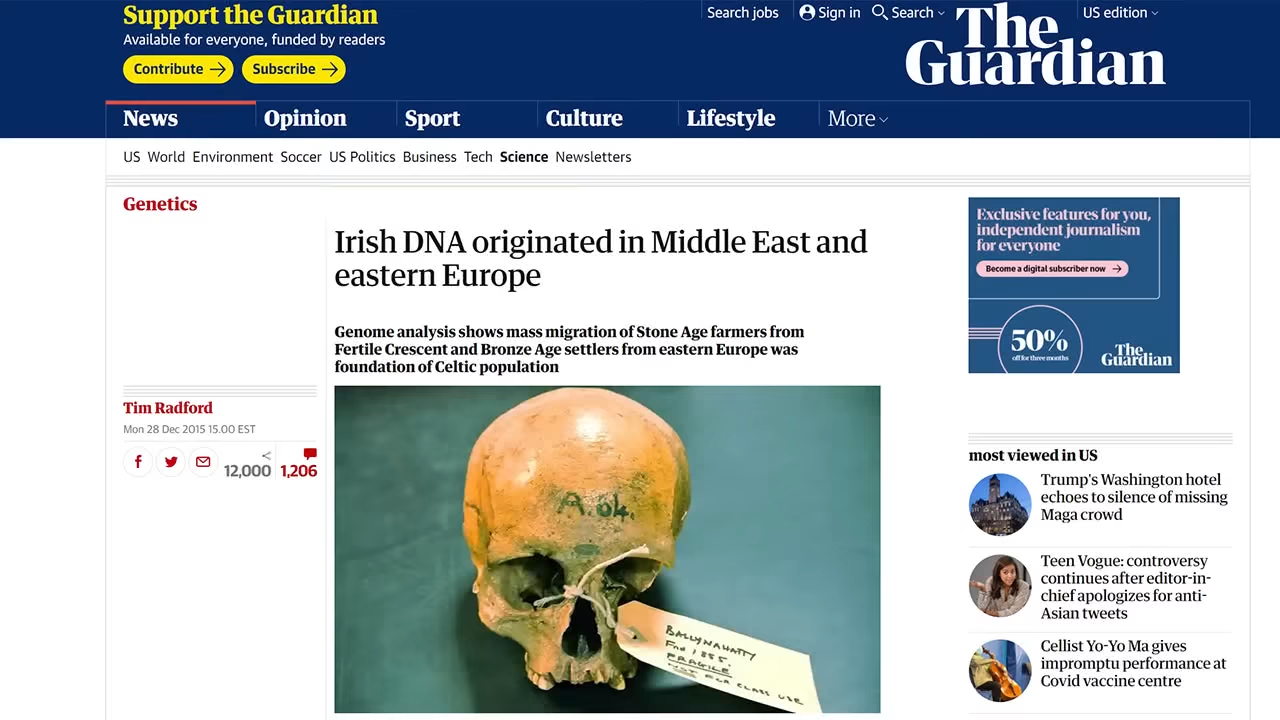 Support the Guardian
Available for everyone, funded by readers
Contribute
Subscribe
Search jobs
Sign in
Search
US edition
The
Guardian
News
Opinion
Sport
Culture
Lifestyle
More
US World Environment Soccer US Politics Business Tech Science Newsletters
Genetics
Irish DNA originated in Middle East and
eastern Europe
Genome analysis shows mass migration of Stone Age farmers from
Fertile Crescent and Bronze Age settlers from eastern Europe was
foundation of Celtic population
Tim Radford
Mon 28 Dec 2015 15.00 EST
12,000
1,206
A.04.
BALLYNAHATTY
FND 1855.
FRAGILE
NOT FOR CLASS USE
Exclusive features for you,
independent journalism
for everyone
Become a digital subscriber now
50%
off for three months
The
Guardian
most viewed in US
Trump's Washington hotel
echoes to silence of missing
Maga crowd
Teen Vogue: controversy
continues after editor-in-
chief apologizes for anti-
Asian tweets
Cellist Yo-Yo Ma gives
impromptu performance at
Covid vaccine centre